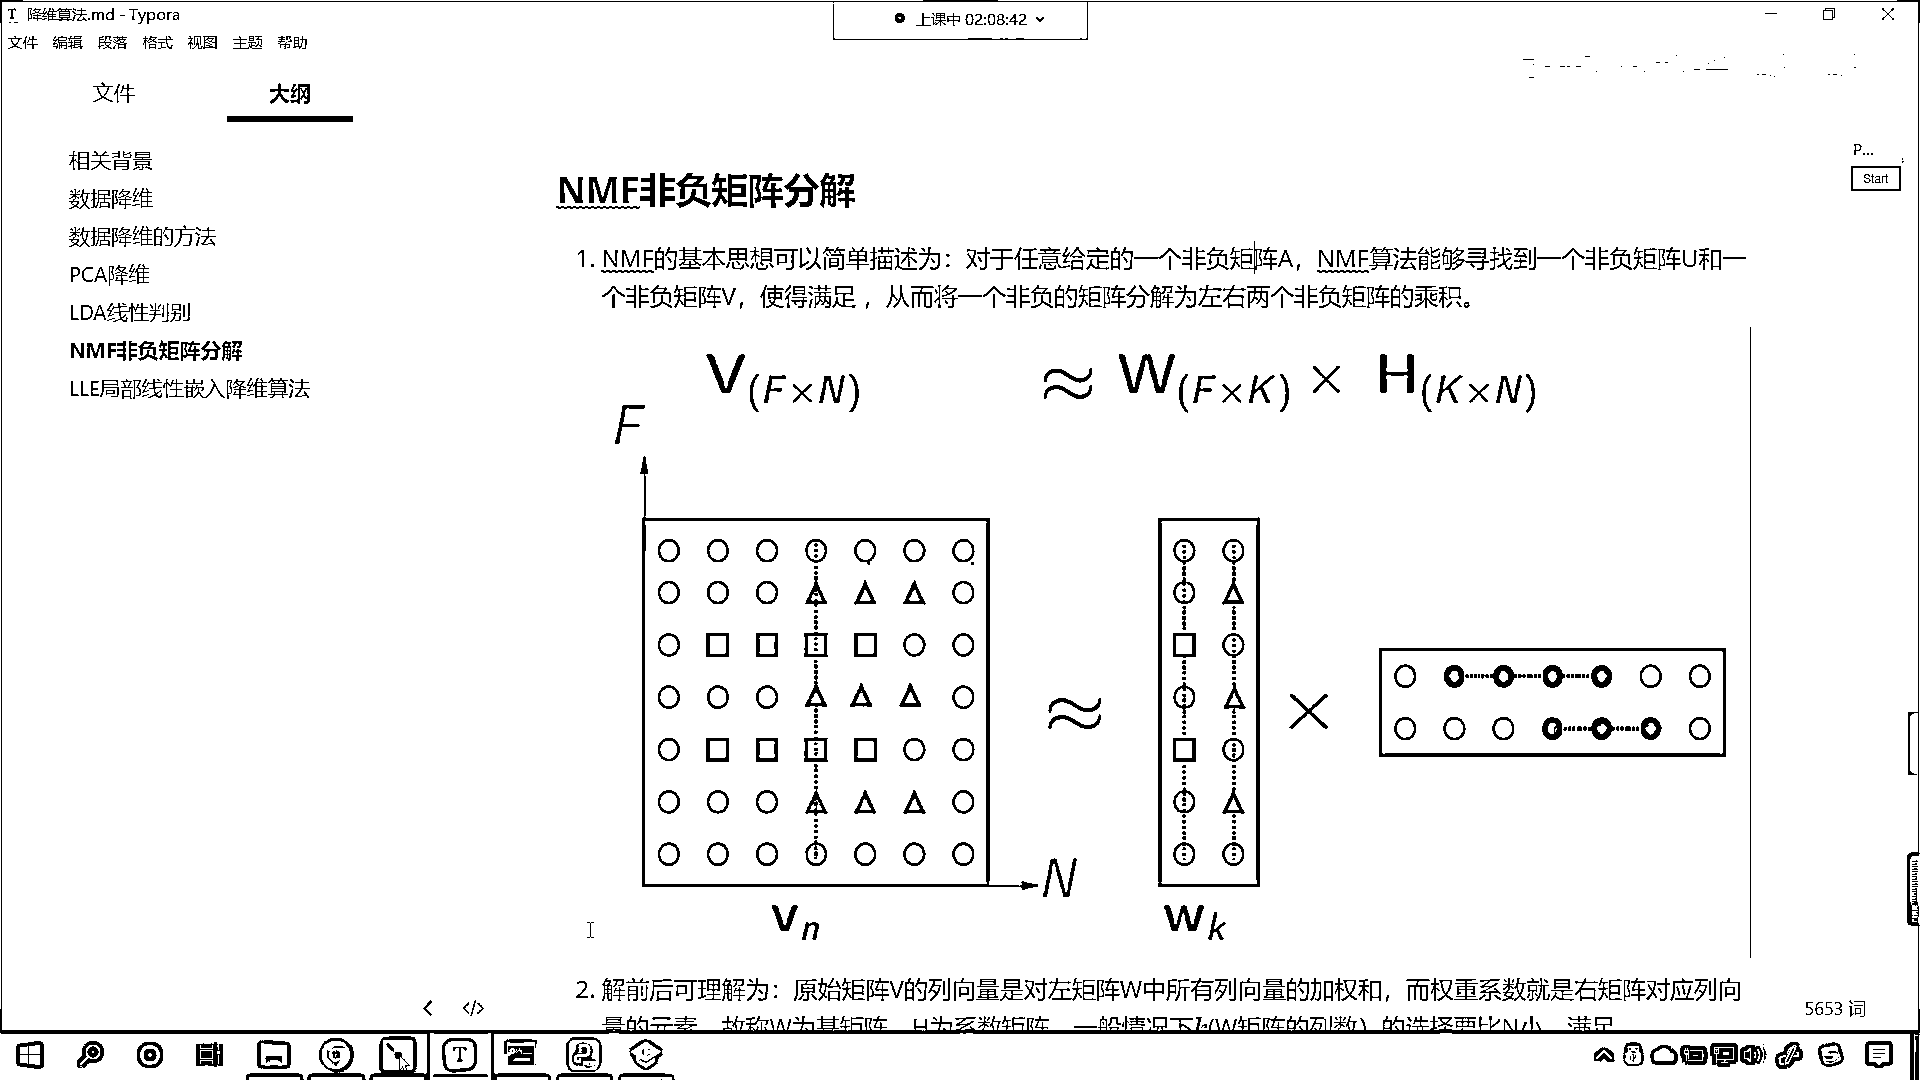 降维算法.md - Typora
上课中 02:08:42
文件 编辑 段落 格式 视图 主题 帮助
文件 大纲
相关背景
数据降维
数据降维的方法
PCA降维
LDA线性判别
NMF非负矩阵分解
LLE局部线性嵌入降维算法
P...
Start
NMF非负矩阵分解
1. NMF的基本思想可以简单描述为：对于任意给定的一个非负矩阵A，NMF算法能够寻找到一个非负矩阵U和一
个非负矩阵V，使得满足 ，从而将一个非负的矩阵分解为左右两个非负矩阵的乘积。
V(F×N) ≈ W(F×K) × H(K×N)
F
≈ ×
N
vn wk
2. 解前后可理解为：原始矩阵V的列向量是对左矩阵W中所有列向量的加权和，而权重系数就是右矩阵对应列向
量的元素，故称W为基矩阵，H为系数矩阵。一般情况下k(W矩阵的列数）的选择要比N小，满足
5653 词